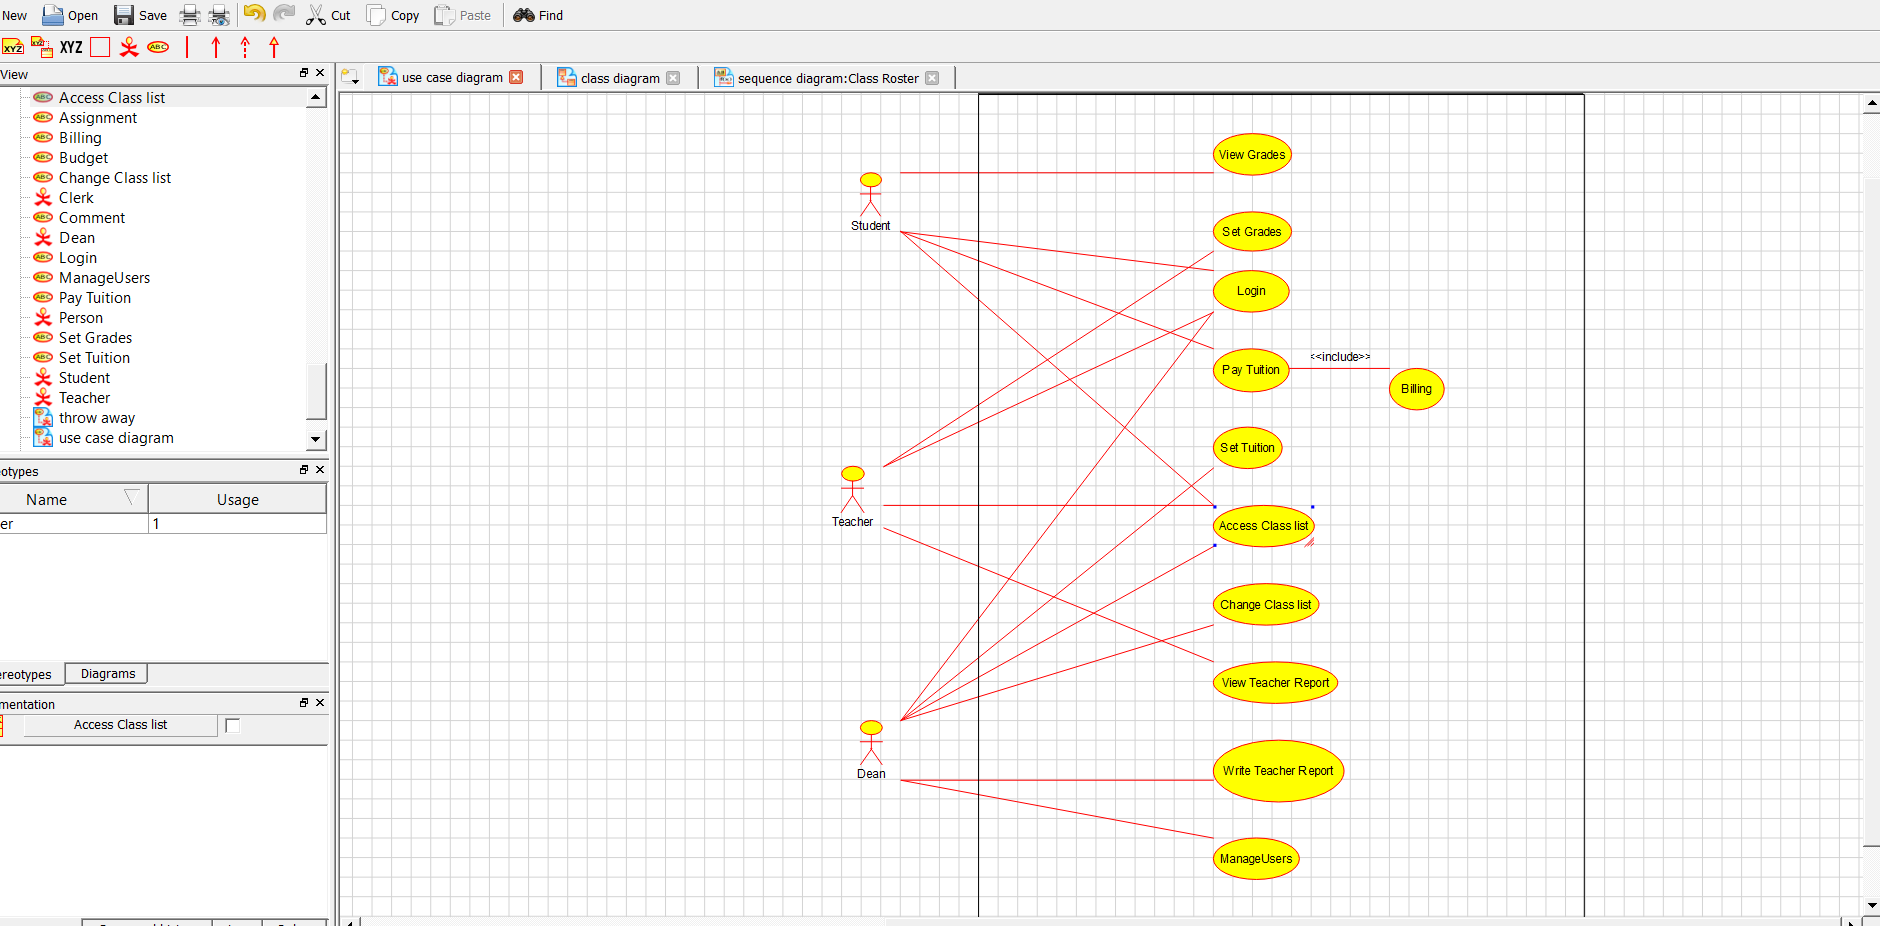 New Open Save Cut Copy Paste Find
XYZ XYZ XYZ ABC
View
use case diagram class diagram sequence diagram:Class Roster
Access Class list
Assignment
Billing
Budget
Change Class list
Clerk
Comment
Dean
Login
ManageUsers
Pay Tuition
Person
Set Grades
Set Tuition
Student
Teacher
throw away
use case diagram
eotypes
Name Usage
er 1
ereotypes Diagrams
mentation
Access Class list
View Grades
Student
Set Grades
Login
<<include>>
Pay Tuition
Billing
Set Tuition
Teacher
Access Class list
Change Class list
View Teacher Report
Dean
Write Teacher Report
ManageUsers